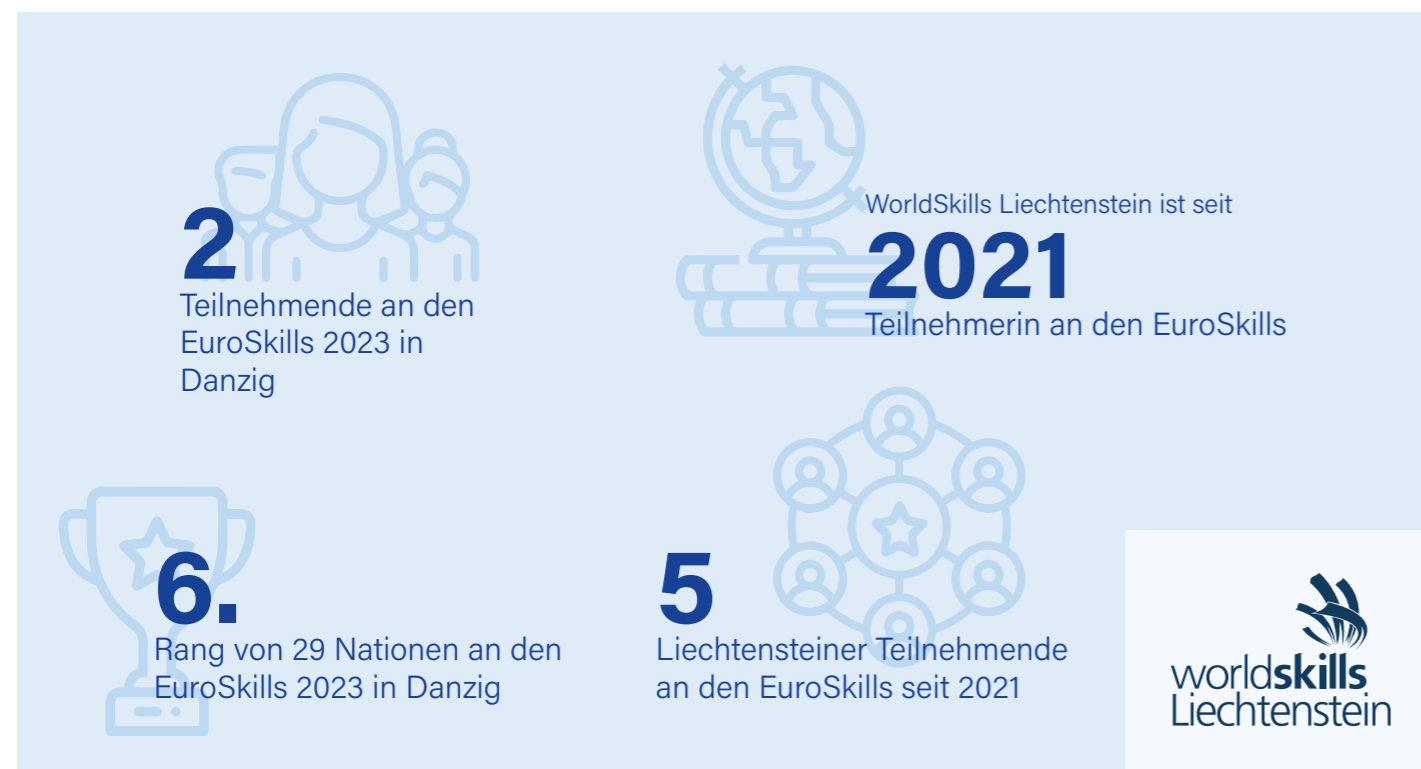 2
Teilnehmende an den
EuroSkills 2023 in
Danzig
WorldSkills Liechtenstein ist seit
2021
Teilnehmerin an den EuroSkills
6.
Rang von 29 Nationen an den
EuroSkills 2023 in Danzig
5
Liechtensteiner Teilnehmende
an den EuroSkills seit 2021
worldskills
Liechtenstein